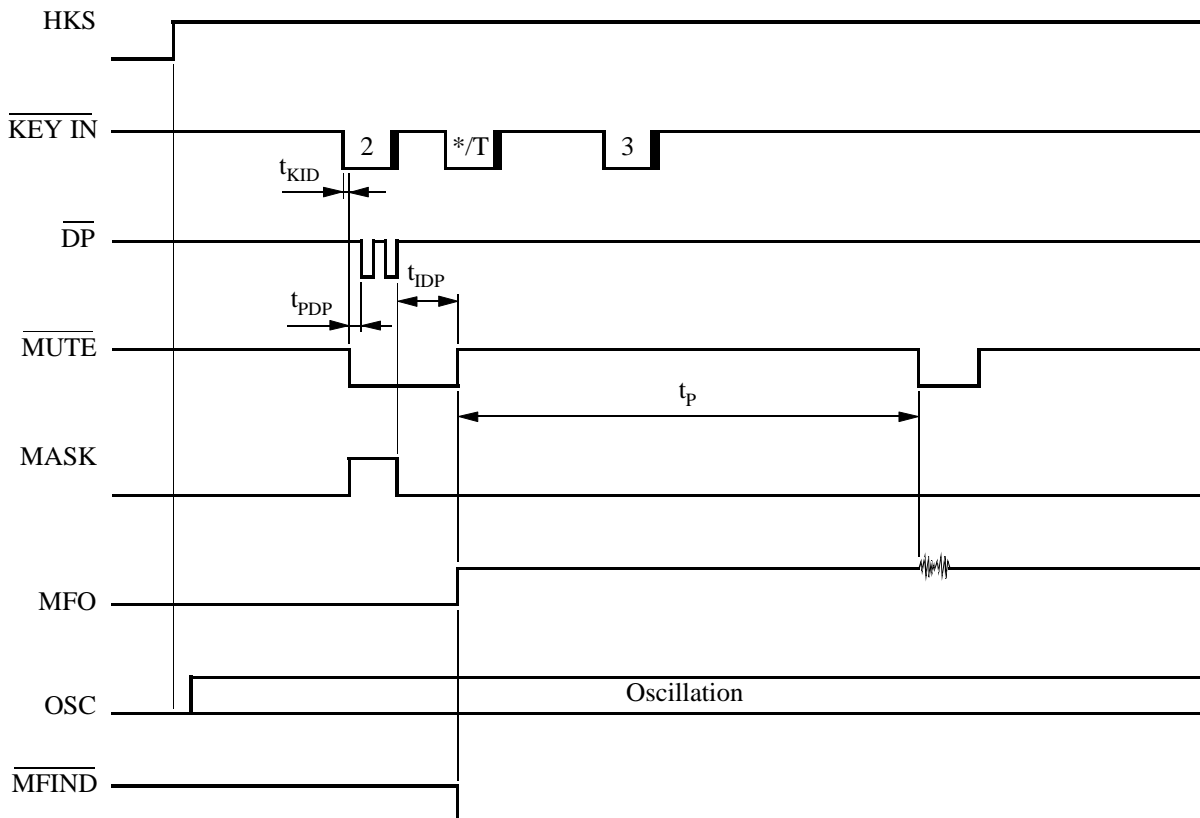 HKS
KEY IN
2
*/T
3
tKID
DP
tIDP
tPDP
MUTE
tP
MASK
MFO
Oscillation
OSC
MFIND